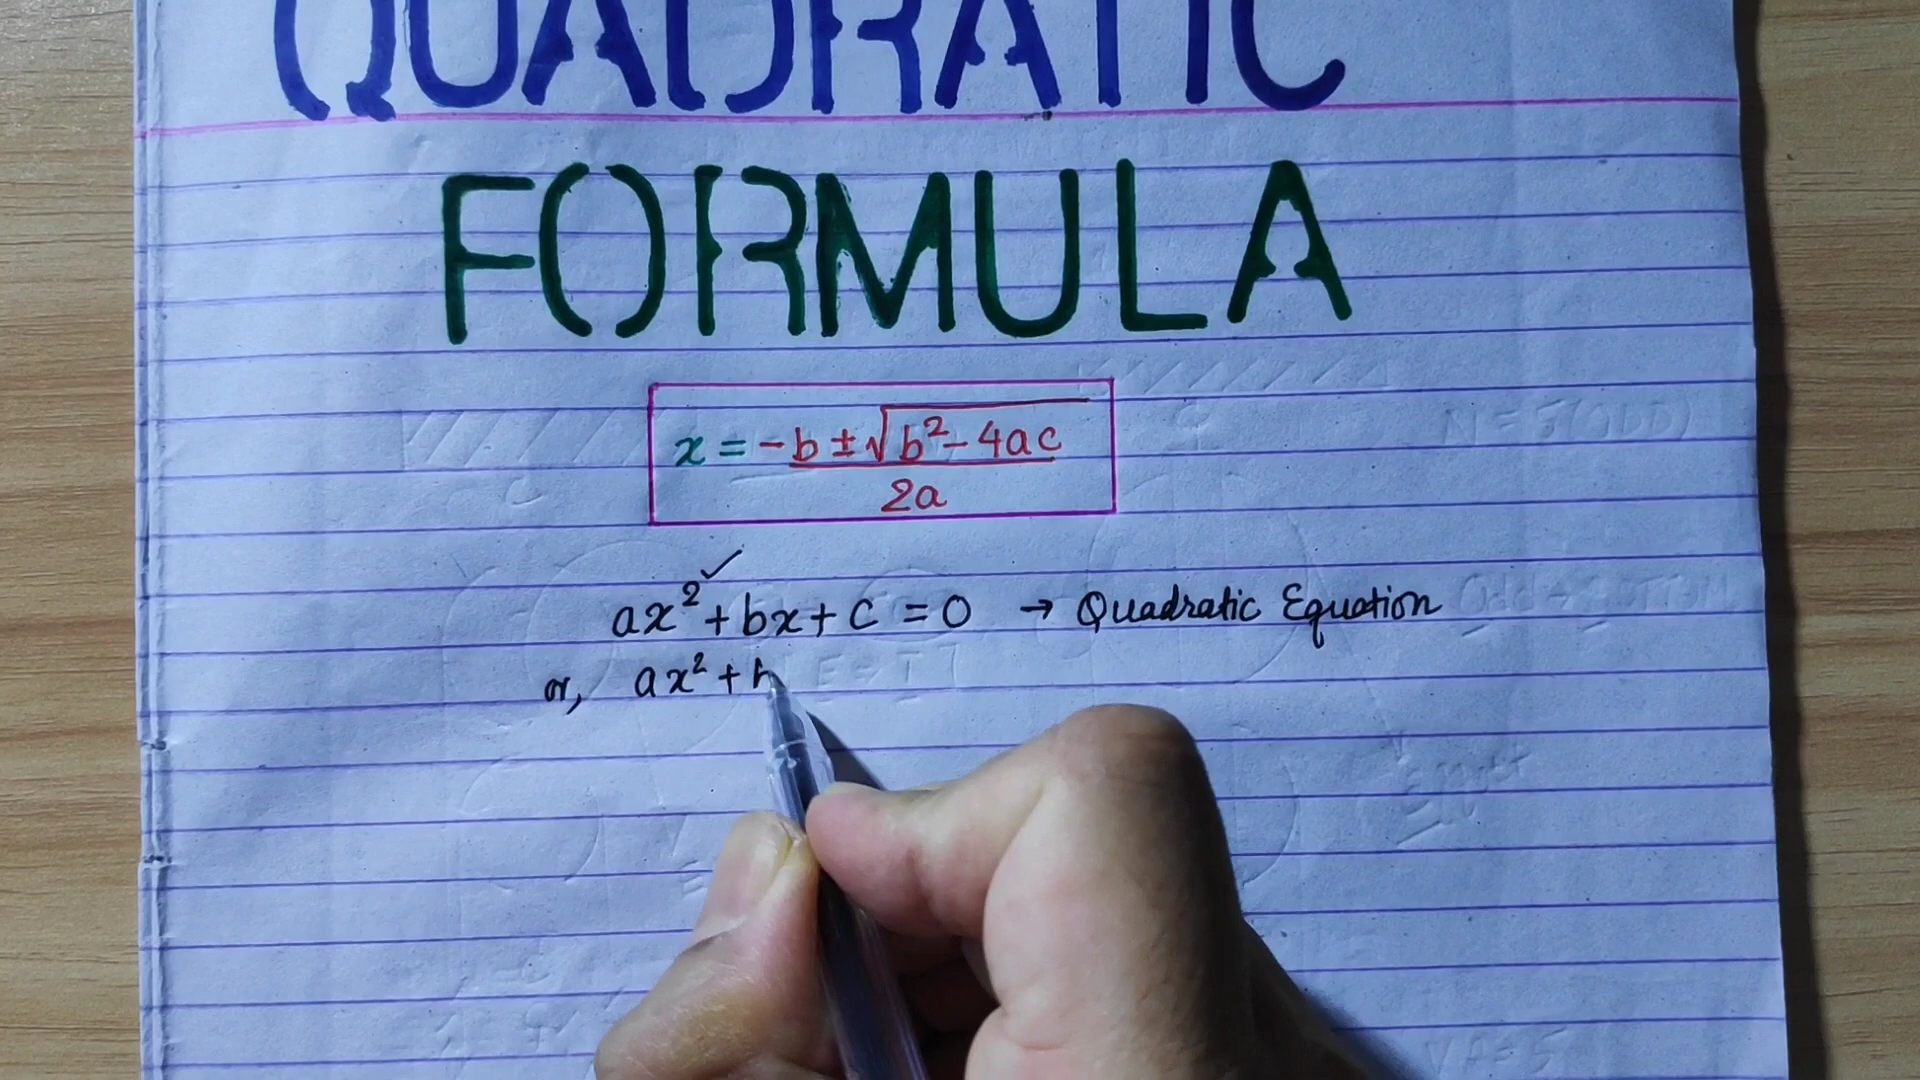 QUADRATIC
FORMULA
x = -b ± √b² - 4ac
2a
ax² + bx + c = 0 → Quadratic Equation
or, ax² + b